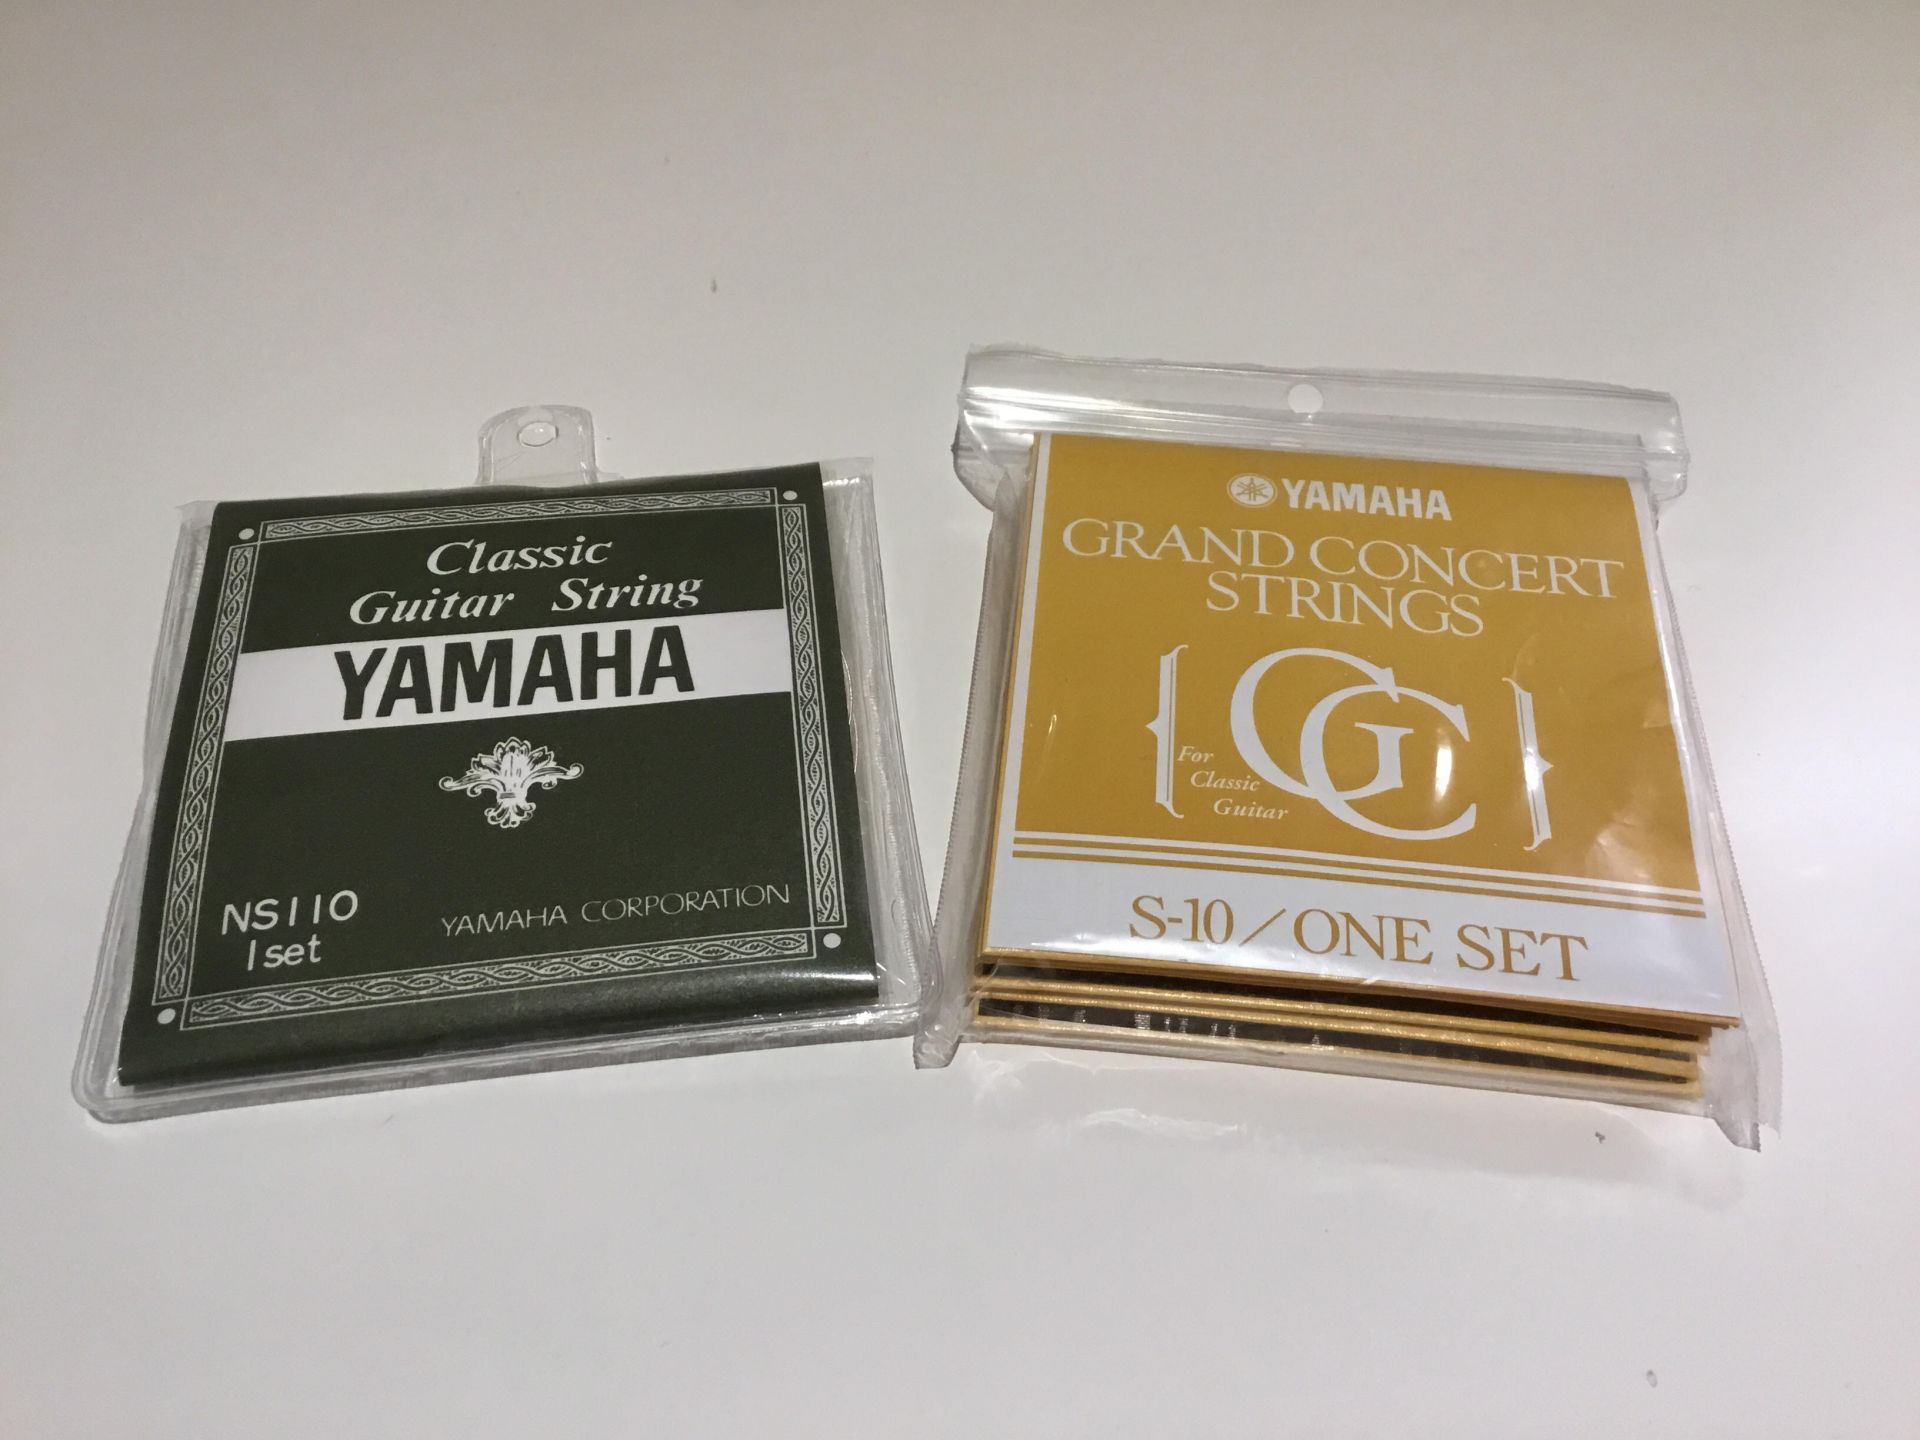 Classic
Guitar String
YAMAHA
NS110
1set
YAMAHA CORPORATION
YAMAHA
GRAND CONCERT
STRINGS
GC
For
Classic
Guitar
S-10/ONE SET